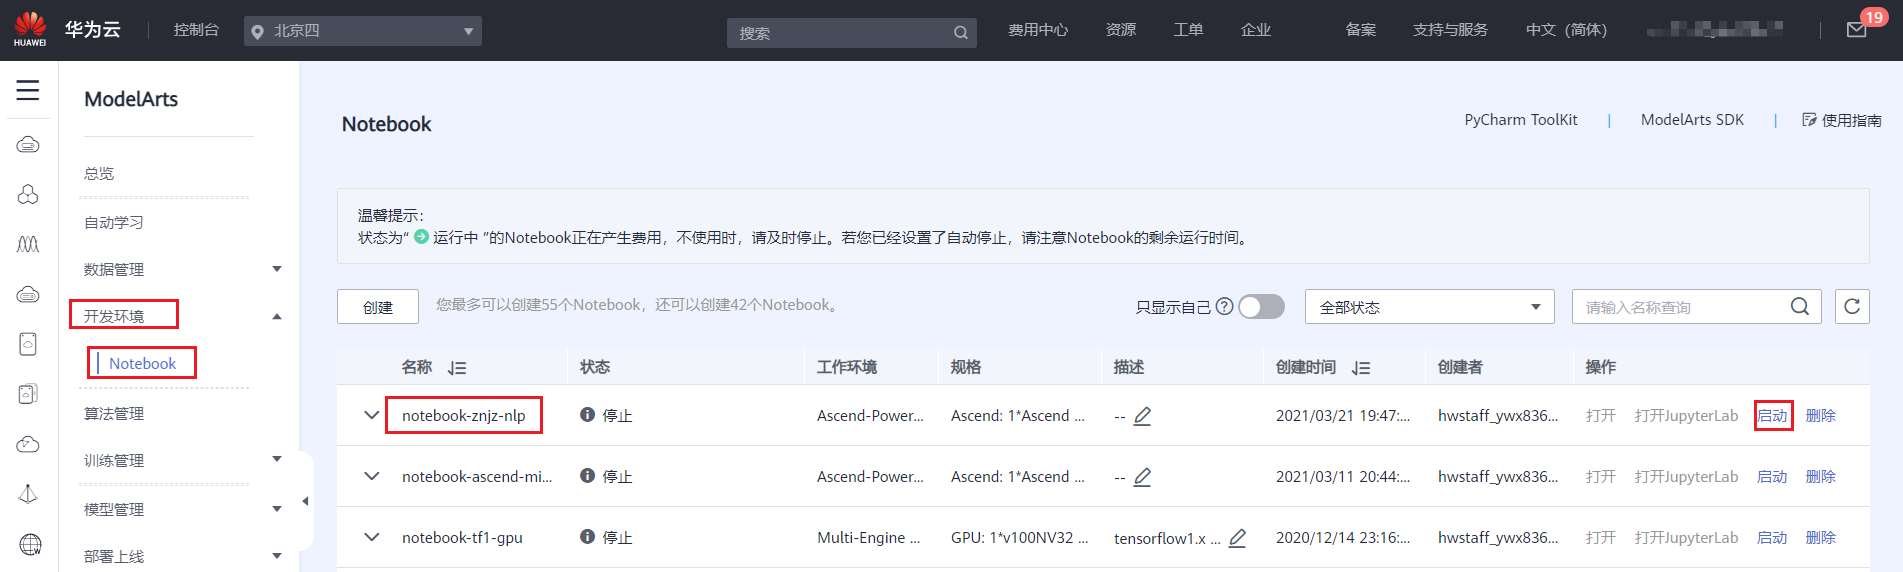 HUAWEI 华为云 控制台 北京四 搜索 费用中心 资源 工单 企业 备案 支持与服务 中文（简体） 19
ModelArts
总览
自动学习
数据管理
开发环境
Notebook
算法管理
训练管理
模型管理
部署上线
Notebook
PyCharm ToolKit | ModelArts SDK | 使用指南
温馨提示：
状态为“ 运行中 ”的Notebook正在产生费用，不使用时，请及时停止。若您已经设置了自动停止，请注意Notebook的剩余运行时间。
创建 您最多可以创建55个Notebook，还可以创建42个Notebook。 只显示自己 全部状态 请输入名称查询
名称 状态 工作环境 规格 描述 创建时间 创建者 操作
notebook-znjz-nlp 停止 Ascend-Power... Ascend: 1*Ascend ... -- 2021/03/21 19:47:... hwstaff_ywx836... 打开 打开JupyterLab 启动 删除
notebook-ascend-mi... 停止 Ascend-Power... Ascend: 1*Ascend ... -- 2021/03/11 20:44:... hwstaff_ywx836... 打开 打开JupyterLab 启动 删除
notebook-tf1-gpu 停止 Multi-Engine ... GPU: 1*v100NV32 ... tensorflow1.x ... 2020/12/14 23:16:... hwstaff_ywx836... 打开 打开JupyterLab 启动 删除